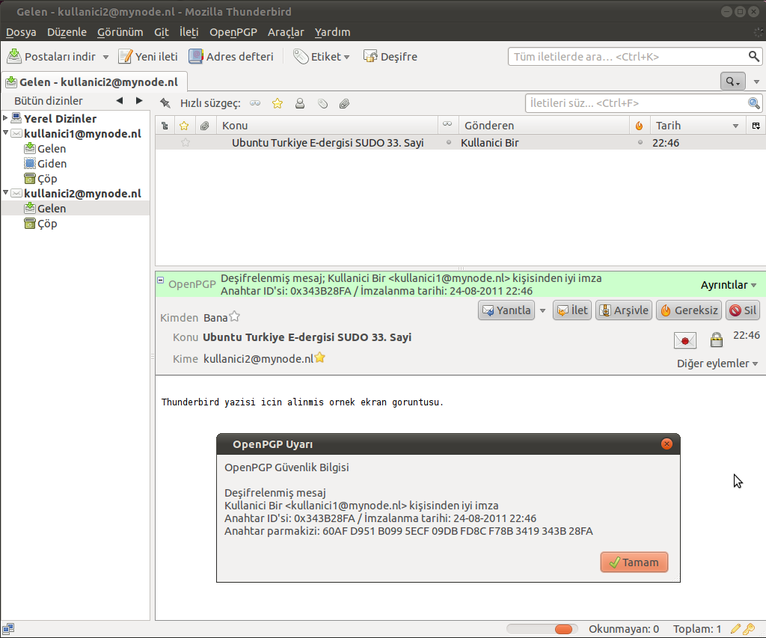 Gelen - kullanici2@mynode.nl - Mozilla Thunderbird
Dosya Düzenle Görünüm Git İleti OpenPGP Araçlar Yardım
Postaları indir Yeni ileti Adres defteri Etiket Deşifre Tüm iletilerde ara... <Ctrl+K>
Gelen - kullanici2@mynode.nl
Bütün dizinler
Hızlı süzgeç: İletileri süz... <Ctrl+F>
Yerel Dizinler
kullanici1@mynode.nl
Gelen
Giden
Çöp
kullanici2@mynode.nl
Gelen
Çöp
Konu Gönderen Tarih
Ubuntu Turkiye E-dergisi SUDO 33. Sayi Kullanici Bir 22:46
OpenPGP Deşifrelenmiş mesaj; Kullanici Bir <kullanici1@mynode.nl> kişisinden iyi imza
Anahtar ID'si: 0x343B28FA / İmzalanma tarihi: 24-08-2011 22:46
Ayrıntılar
Kimden Bana
Yanıtla İlet Arşivle Gereksiz Sil
Konu Ubuntu Turkiye E-dergisi SUDO 33. Sayi 22:46
Kime kullanici2@mynode.nl
Diğer eylemler
Thunderbird yazisi icin alinmis ornek ekran goruntusu.
OpenPGP Uyarı
OpenPGP Güvenlik Bilgisi
Deşifrelenmiş mesaj
Kullanici Bir <kullanici1@mynode.nl> kişisinden iyi imza
Anahtar ID'si: 0x343B28FA / İmzalanma tarihi: 24-08-2011 22:46
Anahtar parmakizi: 60AF D951 B099 5ECF 09DB FD8C F78B 3419 343B 28FA
Tamam
Okunmayan: 0 Toplam: 1